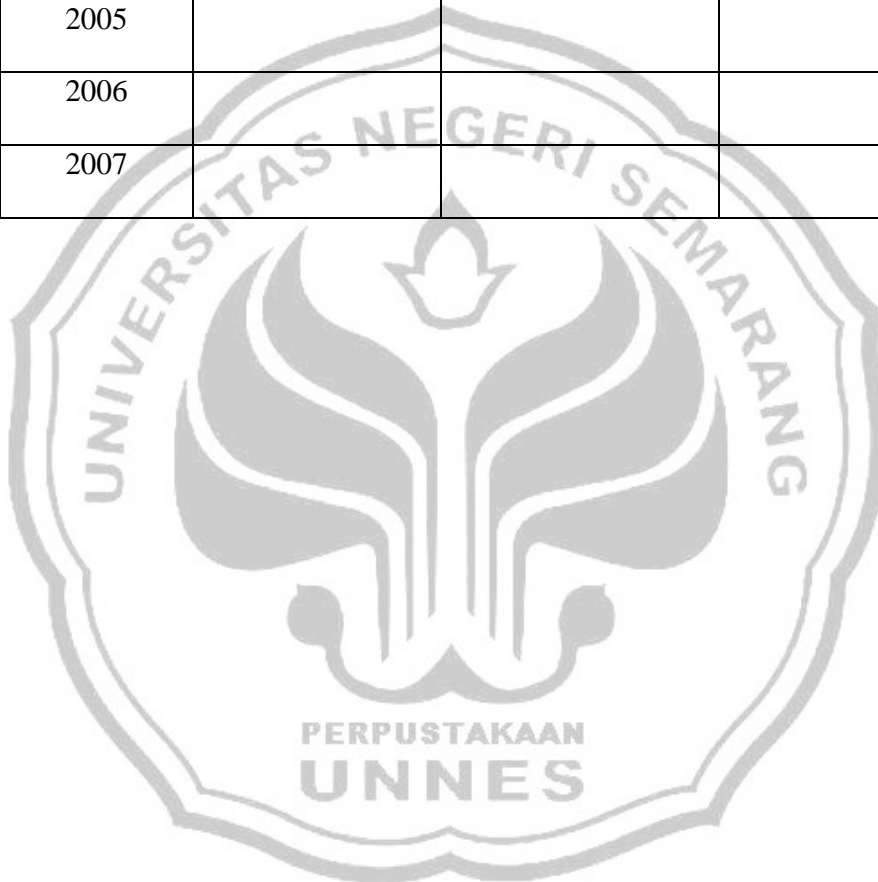 2005
2006
2007
UNIVERSITAS NEGERI SEMARANG
PERPUSTAKAAN
UNNES